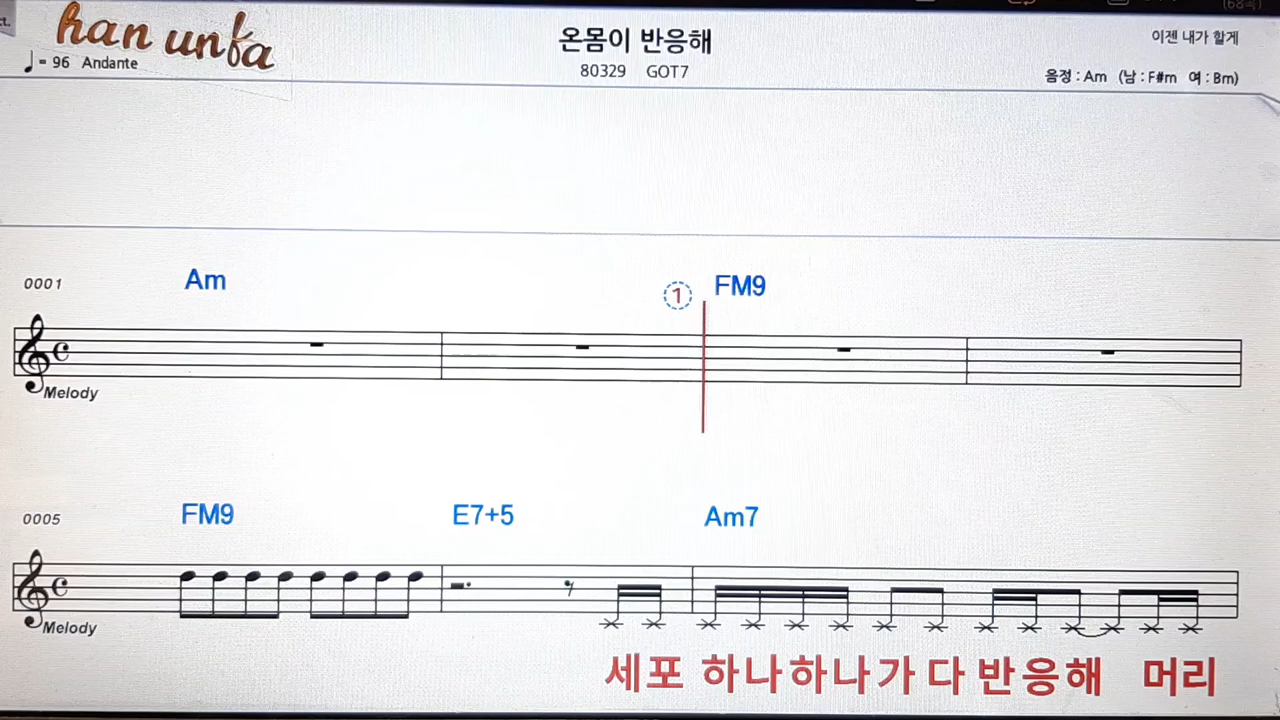 han unfa
♩ = 96 Andante
온몸이 반응해
80329 GOT7
이젠 내가 할게
음정 : Am (남 : F#m 여 : Bm)
0001
Am
① FM9
Melody
0005
FM9 E7+5 Am7
Melody
세포 하나하나가 다 반응해 머리